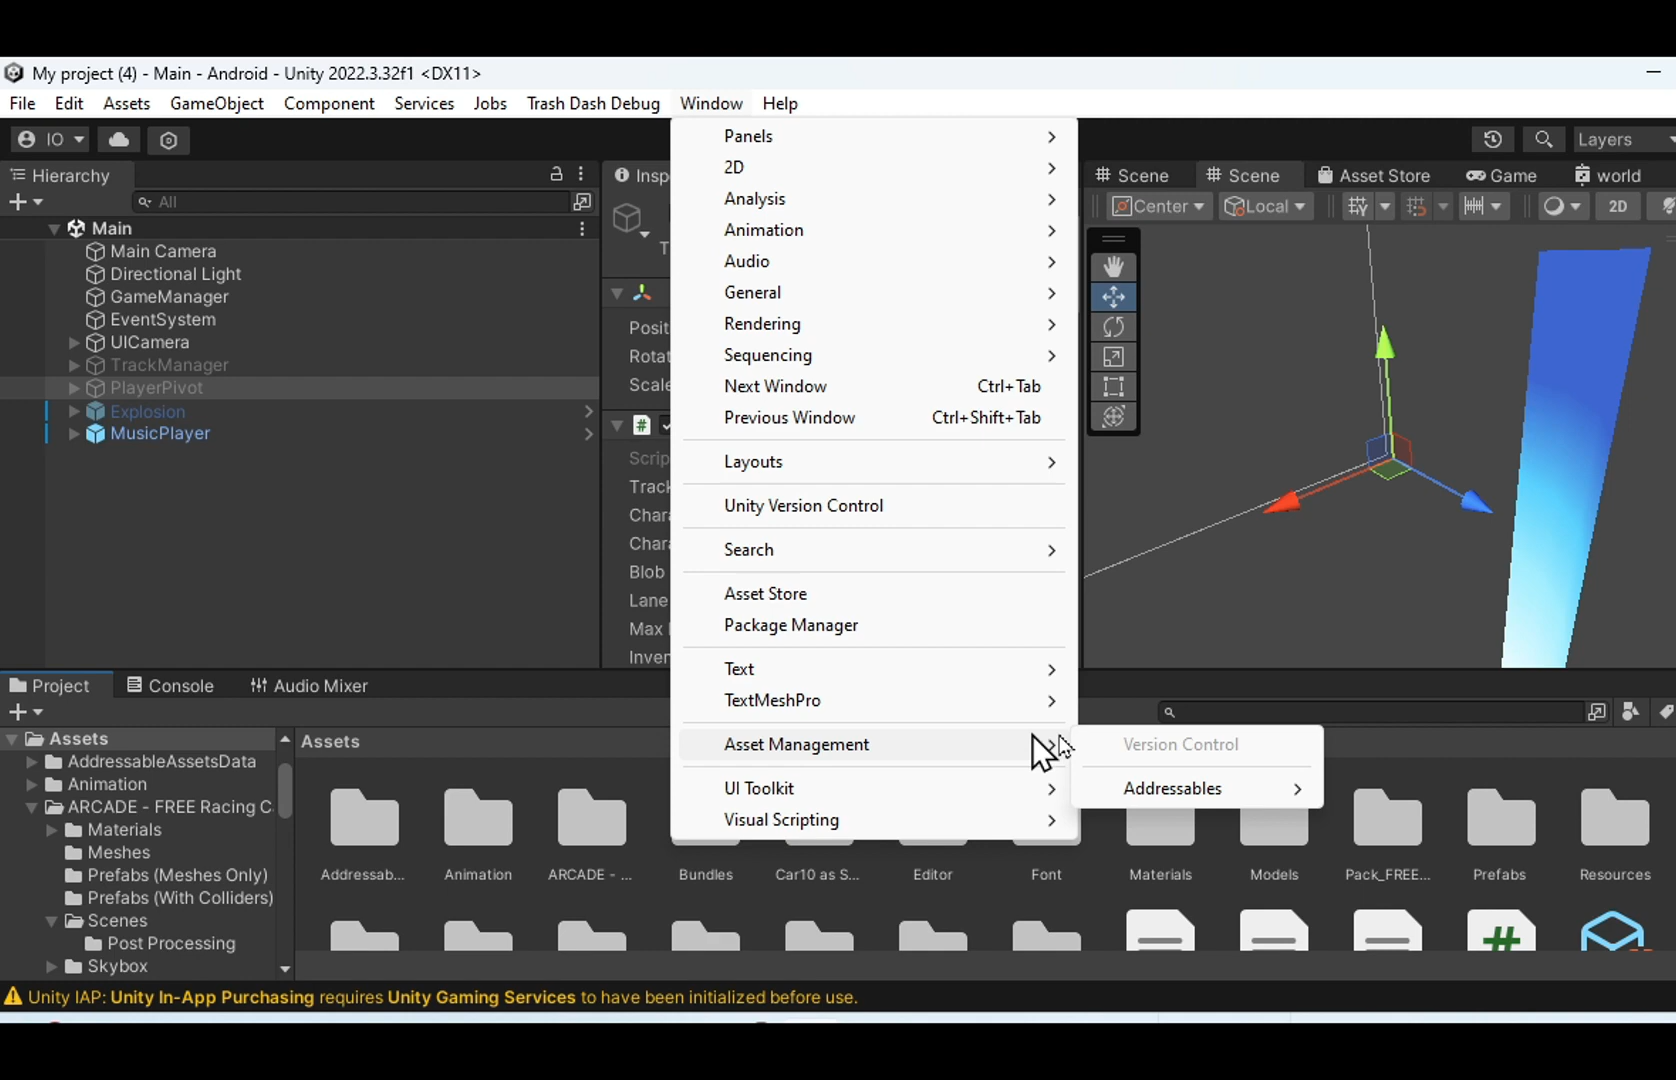 My project (4) - Main - Android - Unity 2022.3.32f1 <DX11>
File Edit Assets GameObject Component Services Jobs Trash Dash Debug Window Help
IO
Layers
Hierarchy
All
Main
Main Camera
Directional Light
GameManager
EventSystem
UICamera
TrackManager
PlayerPivot
Explosion
MusicPlayer
Insp
T
Posit
Rotat
Scale
#
Scrip
Track
Chara
Chara
Blob
Lane
Max
Inven
Panels
2D
Analysis
Animation
Audio
General
Rendering
Sequencing
Next Window Ctrl+Tab
Previous Window Ctrl+Shift+Tab
Layouts
Unity Version Control
Search
Asset Store
Package Manager
Text
TextMeshPro
Asset Management
UI Toolkit
Visual Scripting
Version Control
Addressables
Scene Scene Asset Store Game world
Center Local 2D
Project Console Audio Mixer
Assets
AddressableAssetsData
Animation
ARCADE - FREE Racing C
Materials
Meshes
Prefabs (Meshes Only)
Prefabs (With Colliders)
Scenes
Post Processing
Skybox
Assets
Addressab... Animation ARCADE - ... Bundles Car10 as S... Editor Font Materials Models Pack_FREE... Prefabs Resources
#
Unity IAP: Unity In-App Purchasing requires Unity Gaming Services to have been initialized before use.